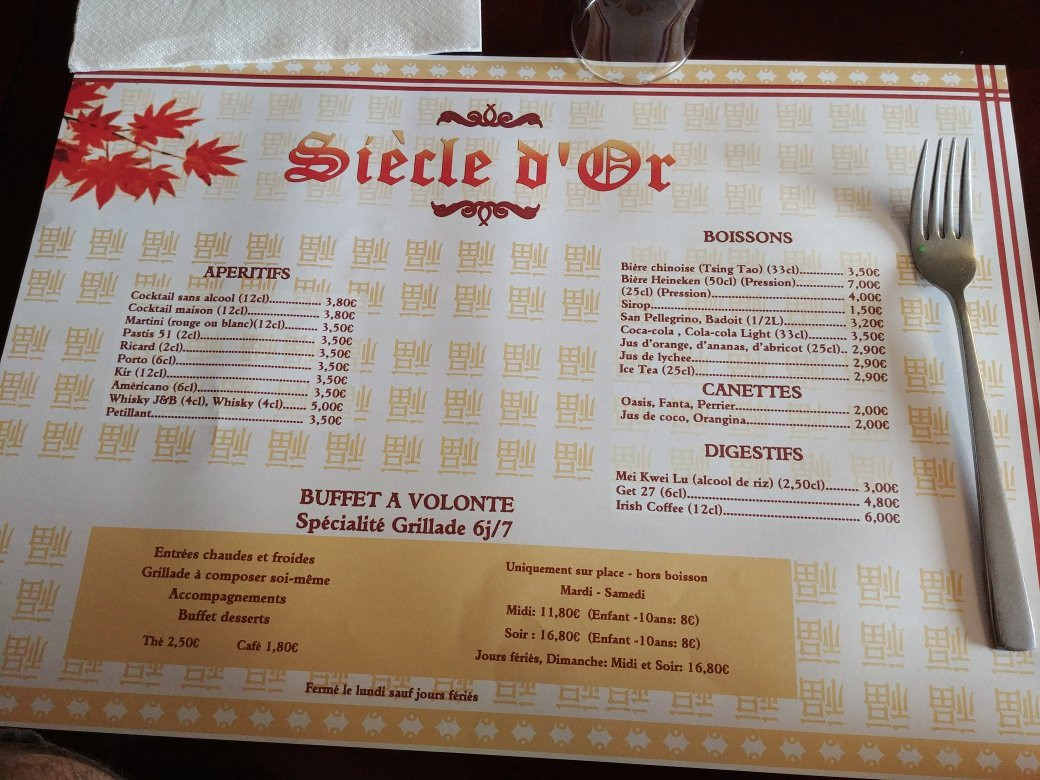 Siècle d'Or
APERITIFS
Cocktail sans alcool (12cl)..................... 3,80€
Cocktail maison (12cl)........................... 3,80€
Martini (rouge ou blanc)(12cl)............ 3,50€
Pastis 51 (2cl)....................................... 3,50€
Ricard (2cl)........................................... 3,50€
Porto (6cl)............................................. 3,50€
Kir (12cl)................................................ 3,50€
Américano (6cl)...................................... 3,50€
Whisky J&B (4cl), Whisky (4cl)........ 5,00€
Petillant.................................................. 3,50€
BOISSONS
Bière chinoise (Tsing Tao) (33cl)............ 3,50€
Bière Heineken (50cl) (Pression)............ 7,00€
(25cl) (Pression)..................................... 4,00€
Sirop........................................................ 1,50€
San Pellegrino, Badoit (1/2L)................. 3,20€
Coca-cola , Cola-cola Light (33cl).......... 3,50€
Jus d'orange, d'ananas, d'abricot (25cl).. 2,90€
Jus de lychee........................................... 2,90€
Ice Tea (25cl).......................................... 2,90€
CANETTES
Oasis, Fanta, Perrier............................... 2,00€
Jus de coco, Orangina............................ 2,00€
DIGESTIFS
Mei Kwei Lu (alcool de riz) (2,50cl)......... 3,00€
Get 27 (6cl)............................................. 4,80€
Irish Coffee (12cl).................................... 6,00€
BUFFET A VOLONTE
Spécialité Grillade 6j/7
Entrées chaudes et froides
Grillade à composer soi-même
Accompagnements
Buffet desserts
Thé 2,50€ Café 1,80€
Uniquement sur place - hors boisson
Mardi - Samedi
Midi: 11,80€ (Enfant -10ans: 8€)
Soir : 16,80€ (Enfant -10ans: 8€)
Jours fériés, Dimanche: Midi et Soir: 16,80€
Fermé le lundi sauf jours fériés